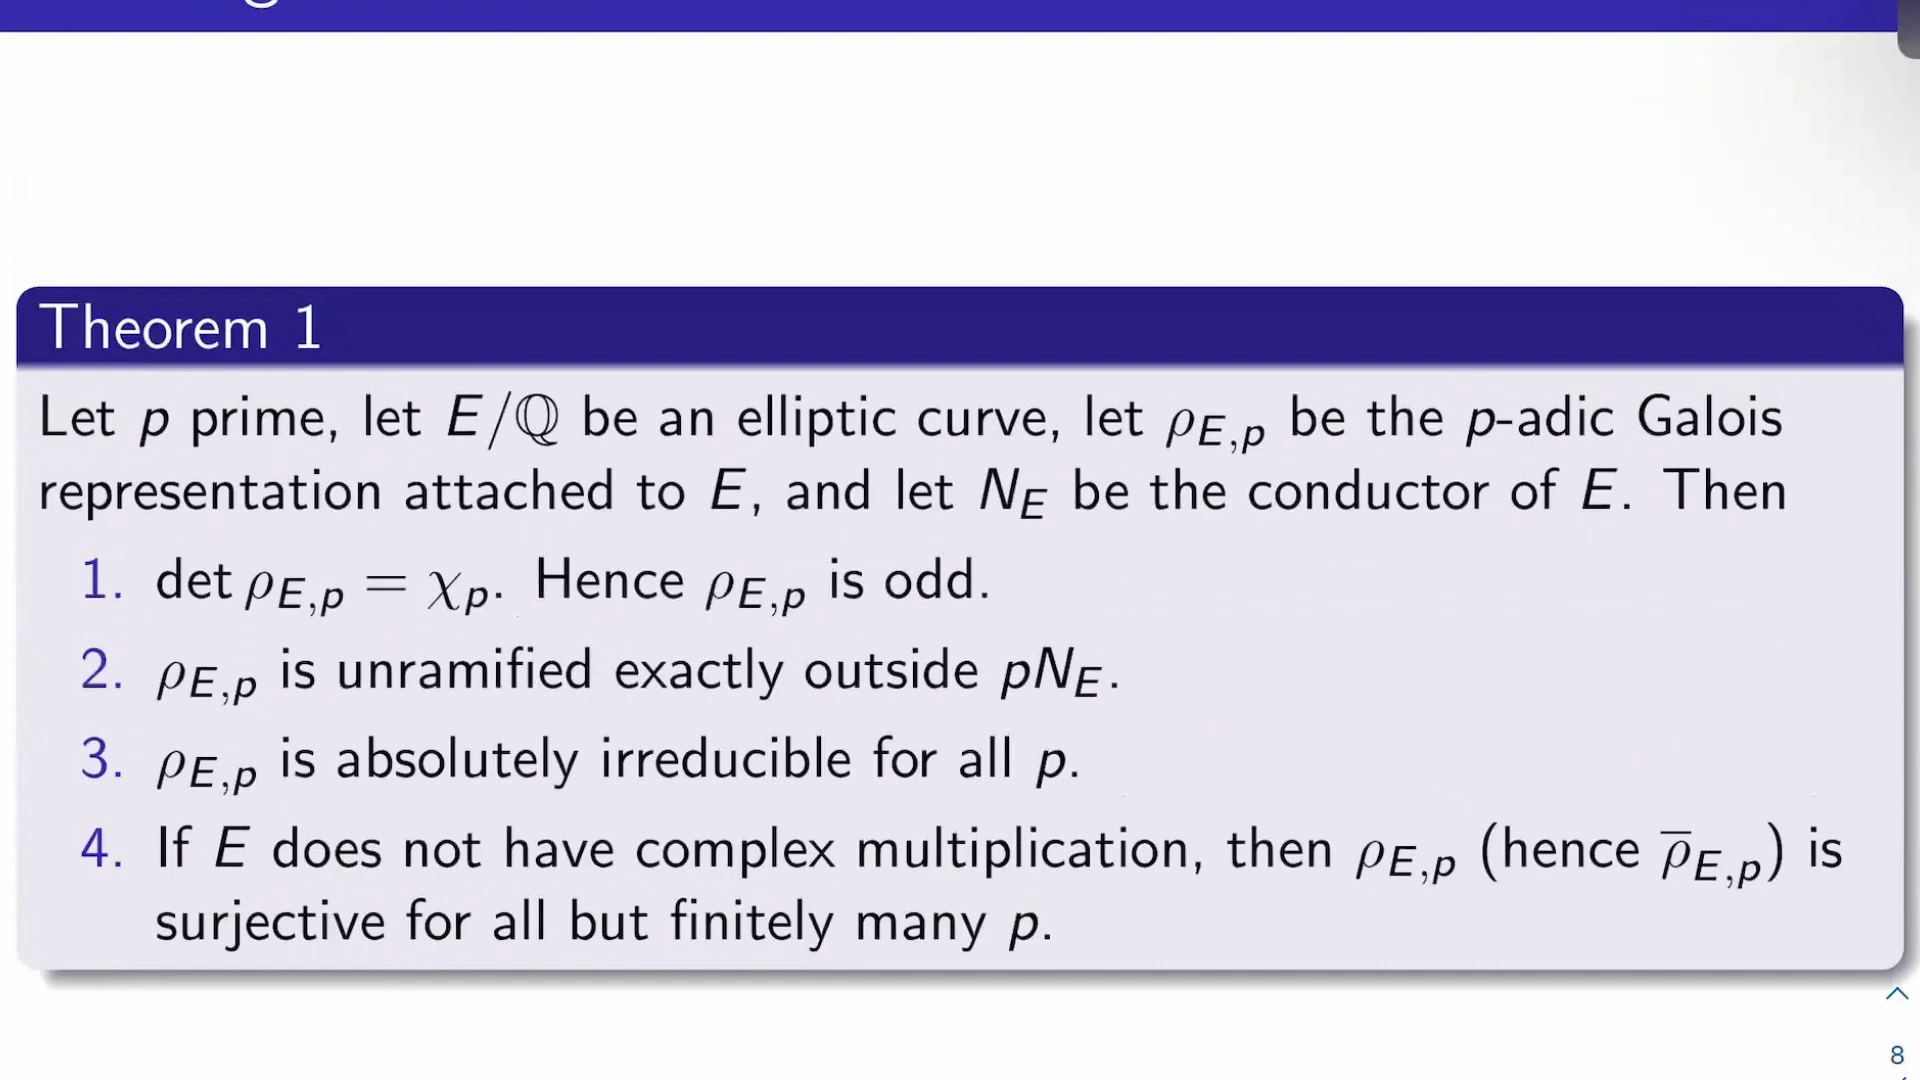 Theorem 1
Let p prime, let E/ℚ be an elliptic curve, let ρ_{E,p} be the p-adic Galois
representation attached to E, and let N_E be the conductor of E. Then
1. det ρ_{E,p} = χ_p. Hence ρ_{E,p} is odd.
2. ρ_{E,p} is unramified exactly outside pN_E.
3. ρ_{E,p} is absolutely irreducible for all p.
4. If E does not have complex multiplication, then ρ_{E,p} (hence ρ̅_{E,p}) is
surjective for all but finitely many p.
8